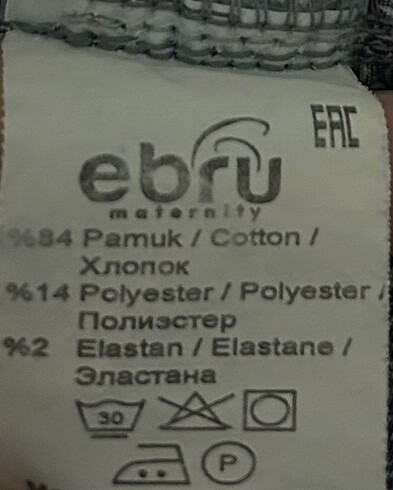 EAC
ebru
maternity
%84 Pamuk / Cotton /
Хлопок
%14 Polyester / Polyester /
Полиэстер
%2 Elastan / Elastane /
Эластана
30
P